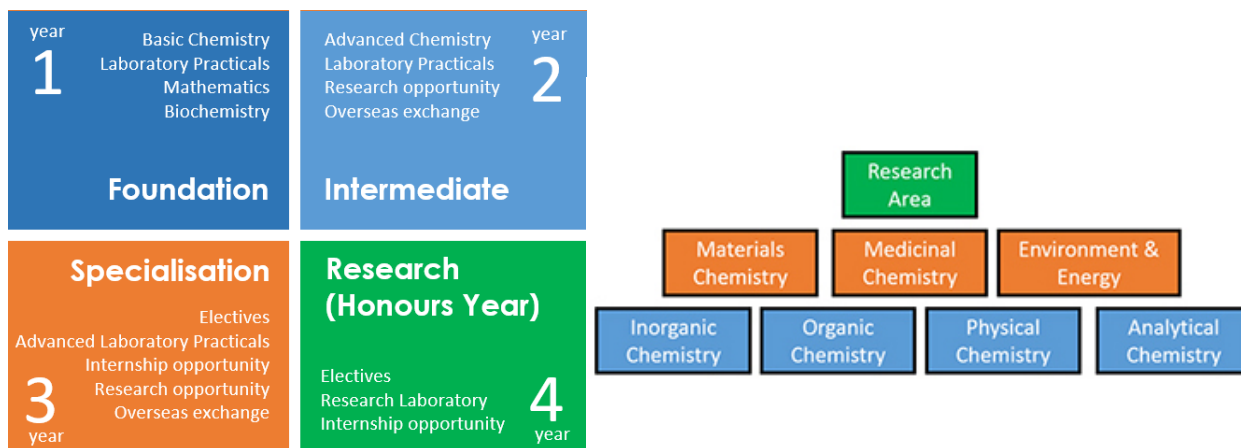 year
1
Basic Chemistry
Laboratory Practicals
Mathematics
Biochemistry
Foundation
Advanced Chemistry
Laboratory Practicals
Research opportunity
Overseas exchange
year
2
Intermediate
Specialisation
Electives
Advanced Laboratory Practicals
Internship opportunity
Research opportunity
Overseas exchange
3
year
Research
(Honours Year)
Electives
Research Laboratory
Internship opportunity
4
year
Research
Area
Materials
Chemistry
Medicinal
Chemistry
Environment &
Energy
Inorganic
Chemistry
Organic
Chemistry
Physical
Chemistry
Analytical
Chemistry